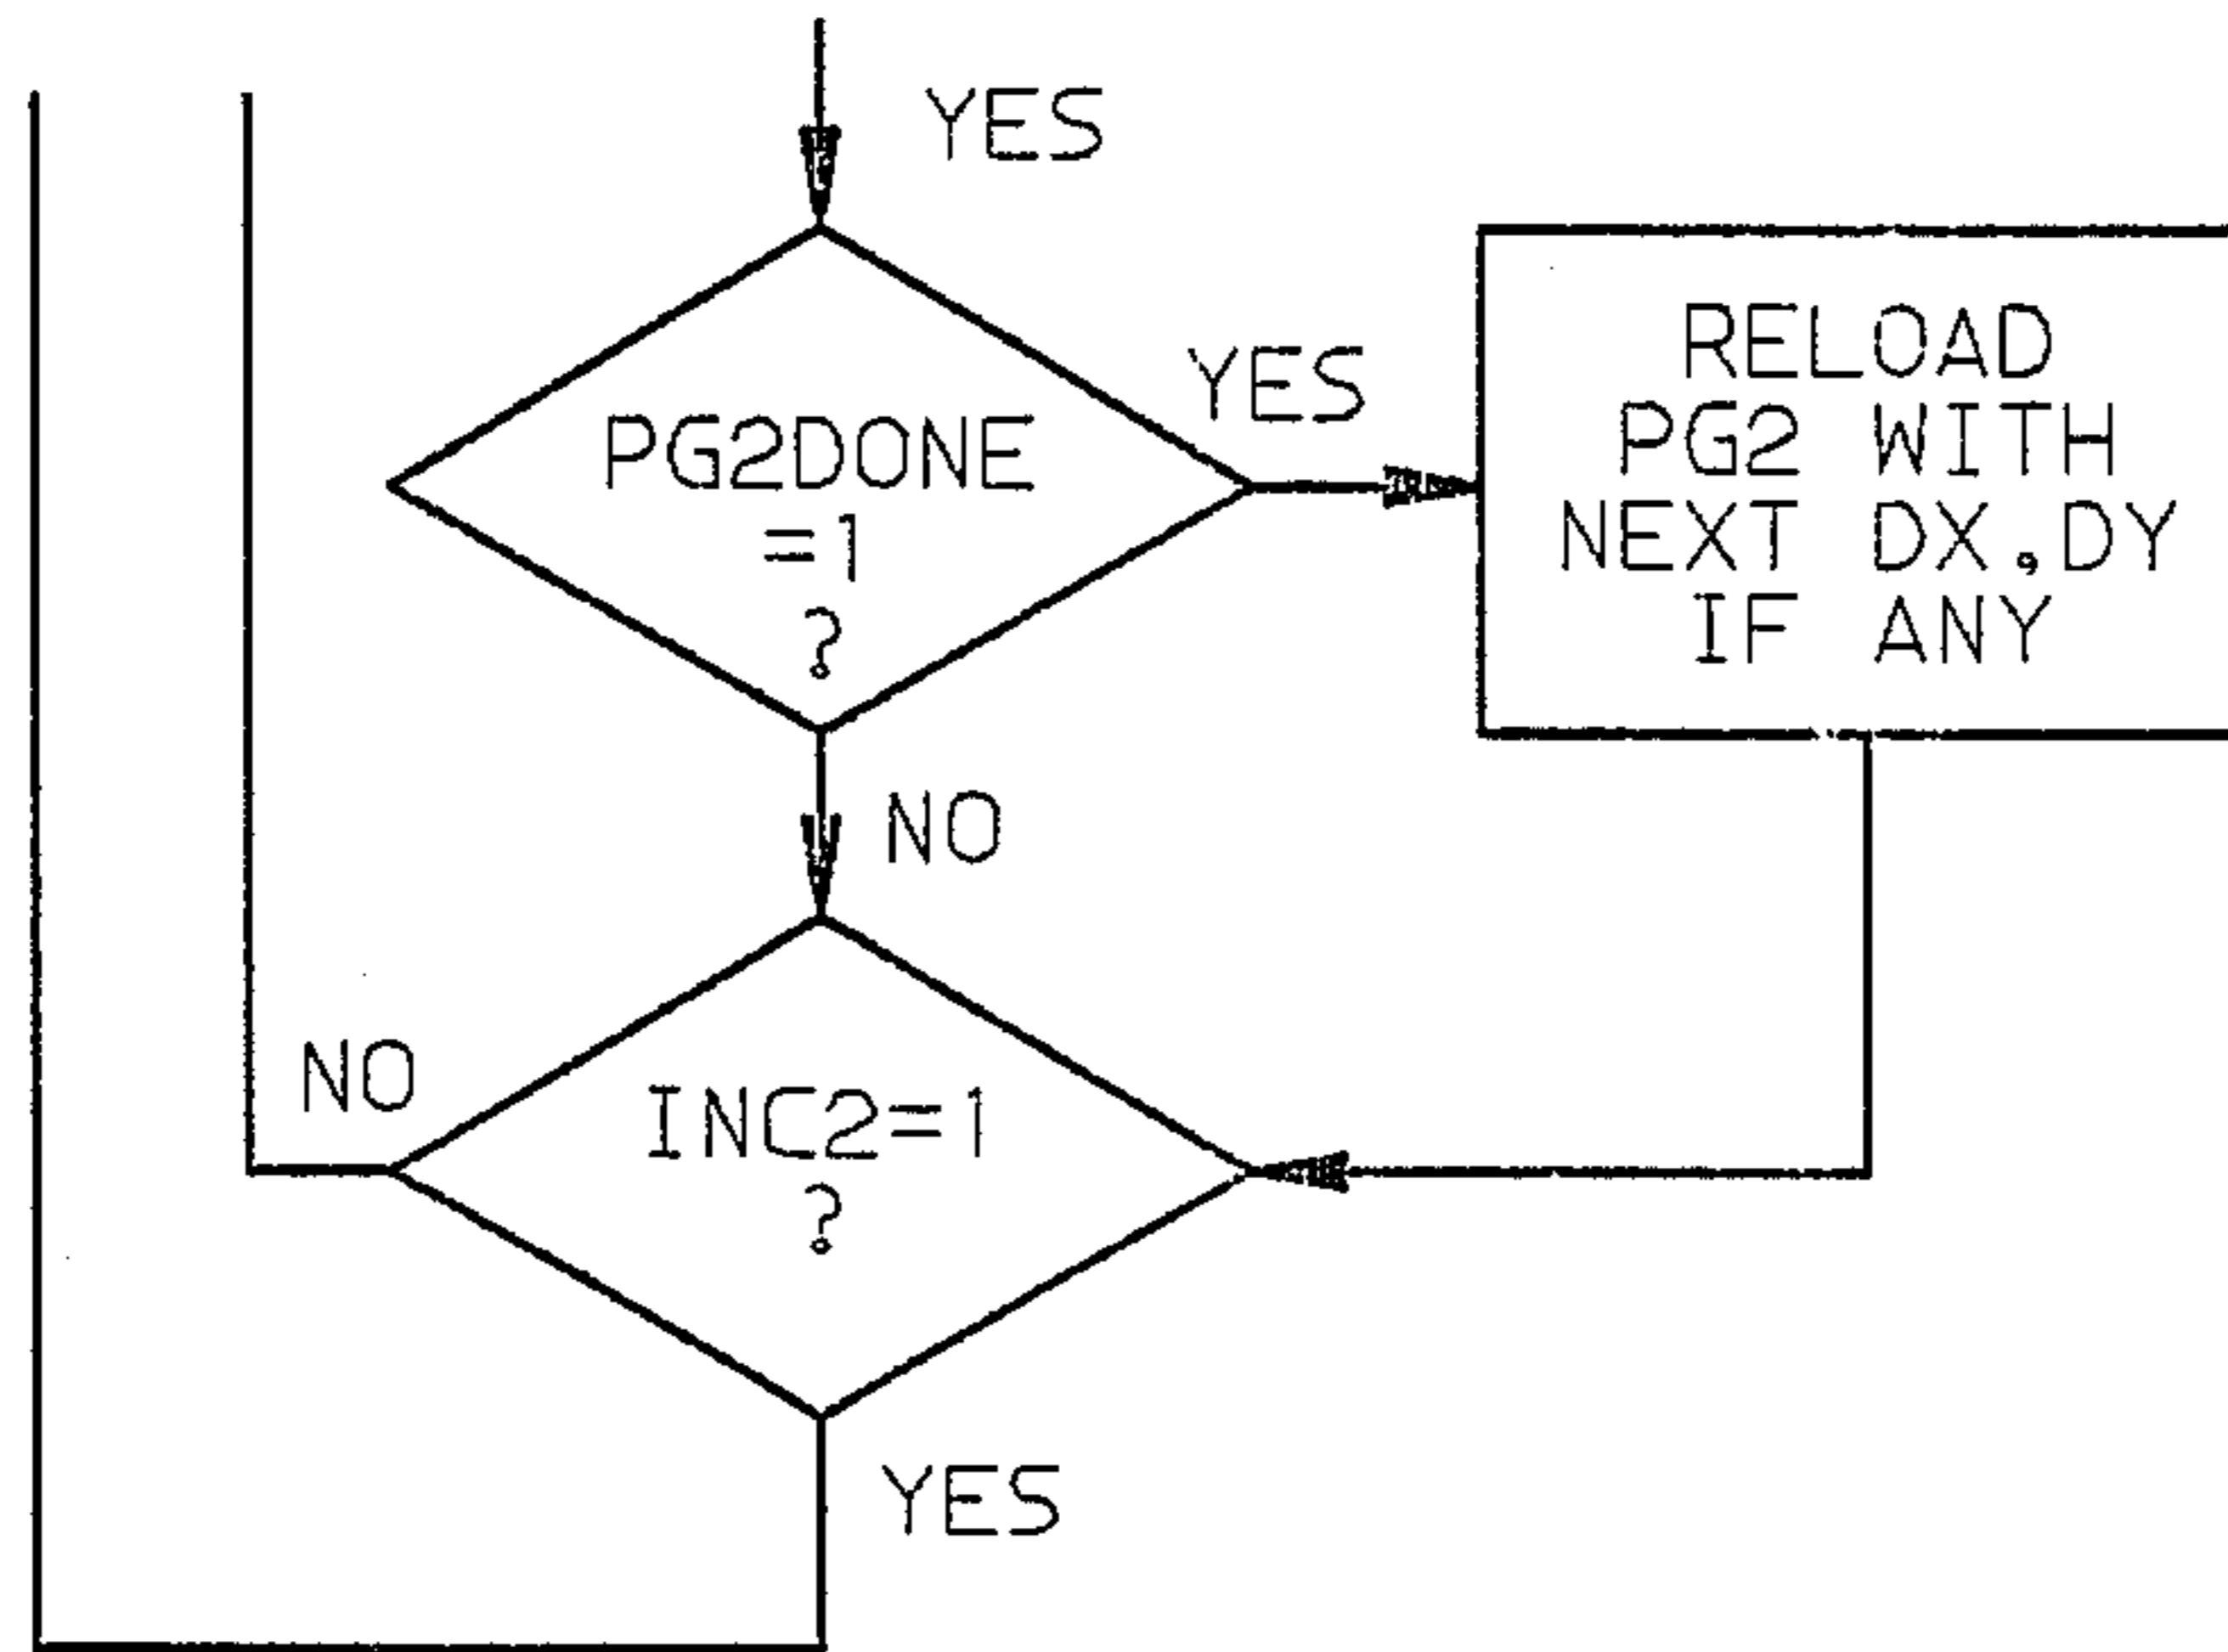 YES
PG2DONE
=1
?
YES
RELOAD
PG2 WITH
NEXT DX,DY
IF ANY
NO
NO
INC2=1
?
YES